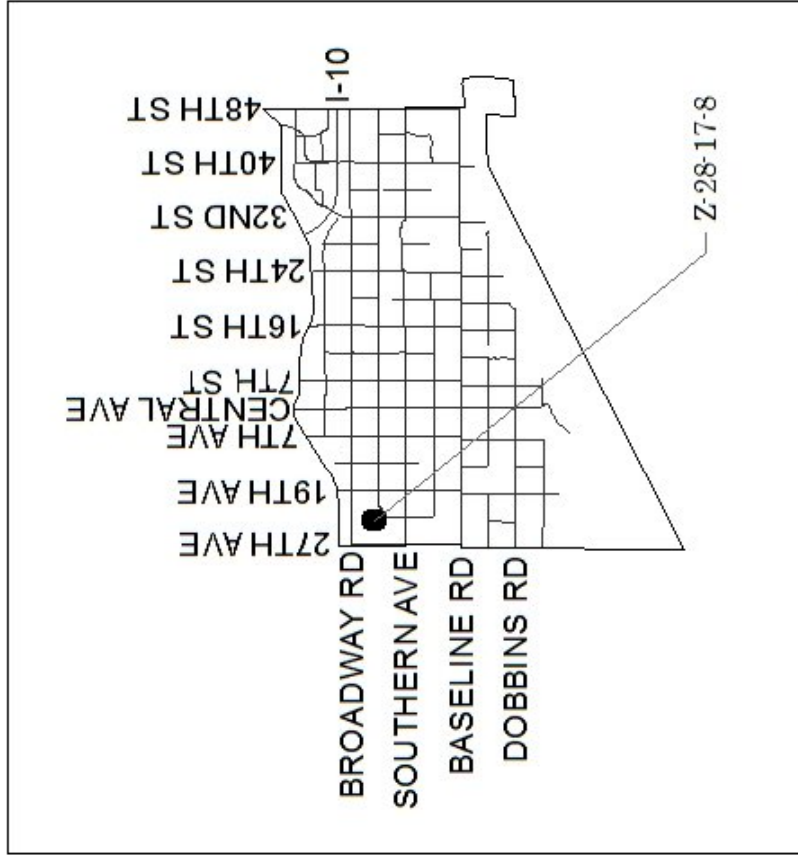 48TH ST
I-10
40TH ST
32ND ST
24TH ST
16TH ST
7TH ST
CENTRAL AVE
7TH AVE
19TH AVE
27TH AVE
BROADWAY RD
SOUTHERN AVE
BASELINE RD
DOBBINS RD
Z-28-17-8